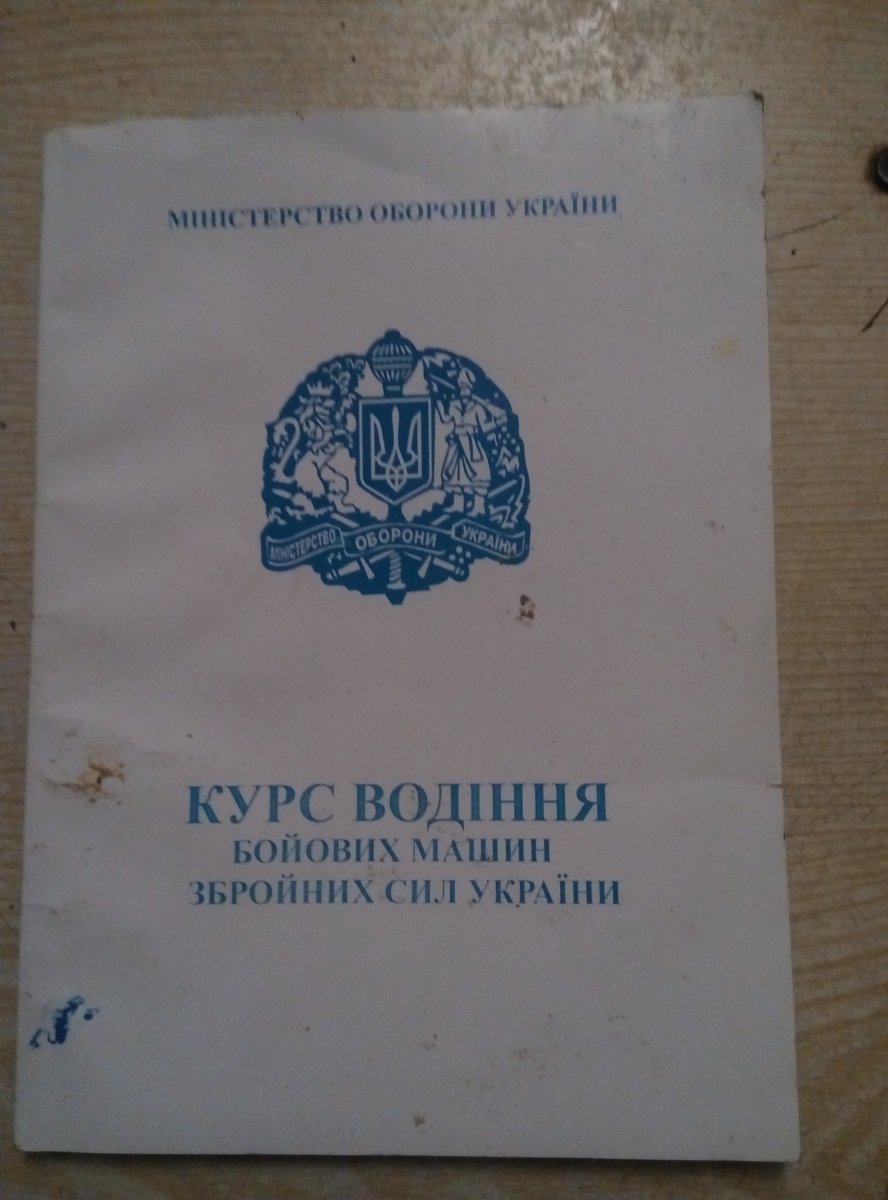 МІНІСТЕРСТВО ОБОРОНИ УКРАЇНИ
МІНІСТЕРСТВО ОБОРОНИ УКРАЇНИ
КУРС ВОДІННЯ
БОЙОВИХ МАШИН
ЗБРОЙНИХ СИЛ УКРАЇНИ